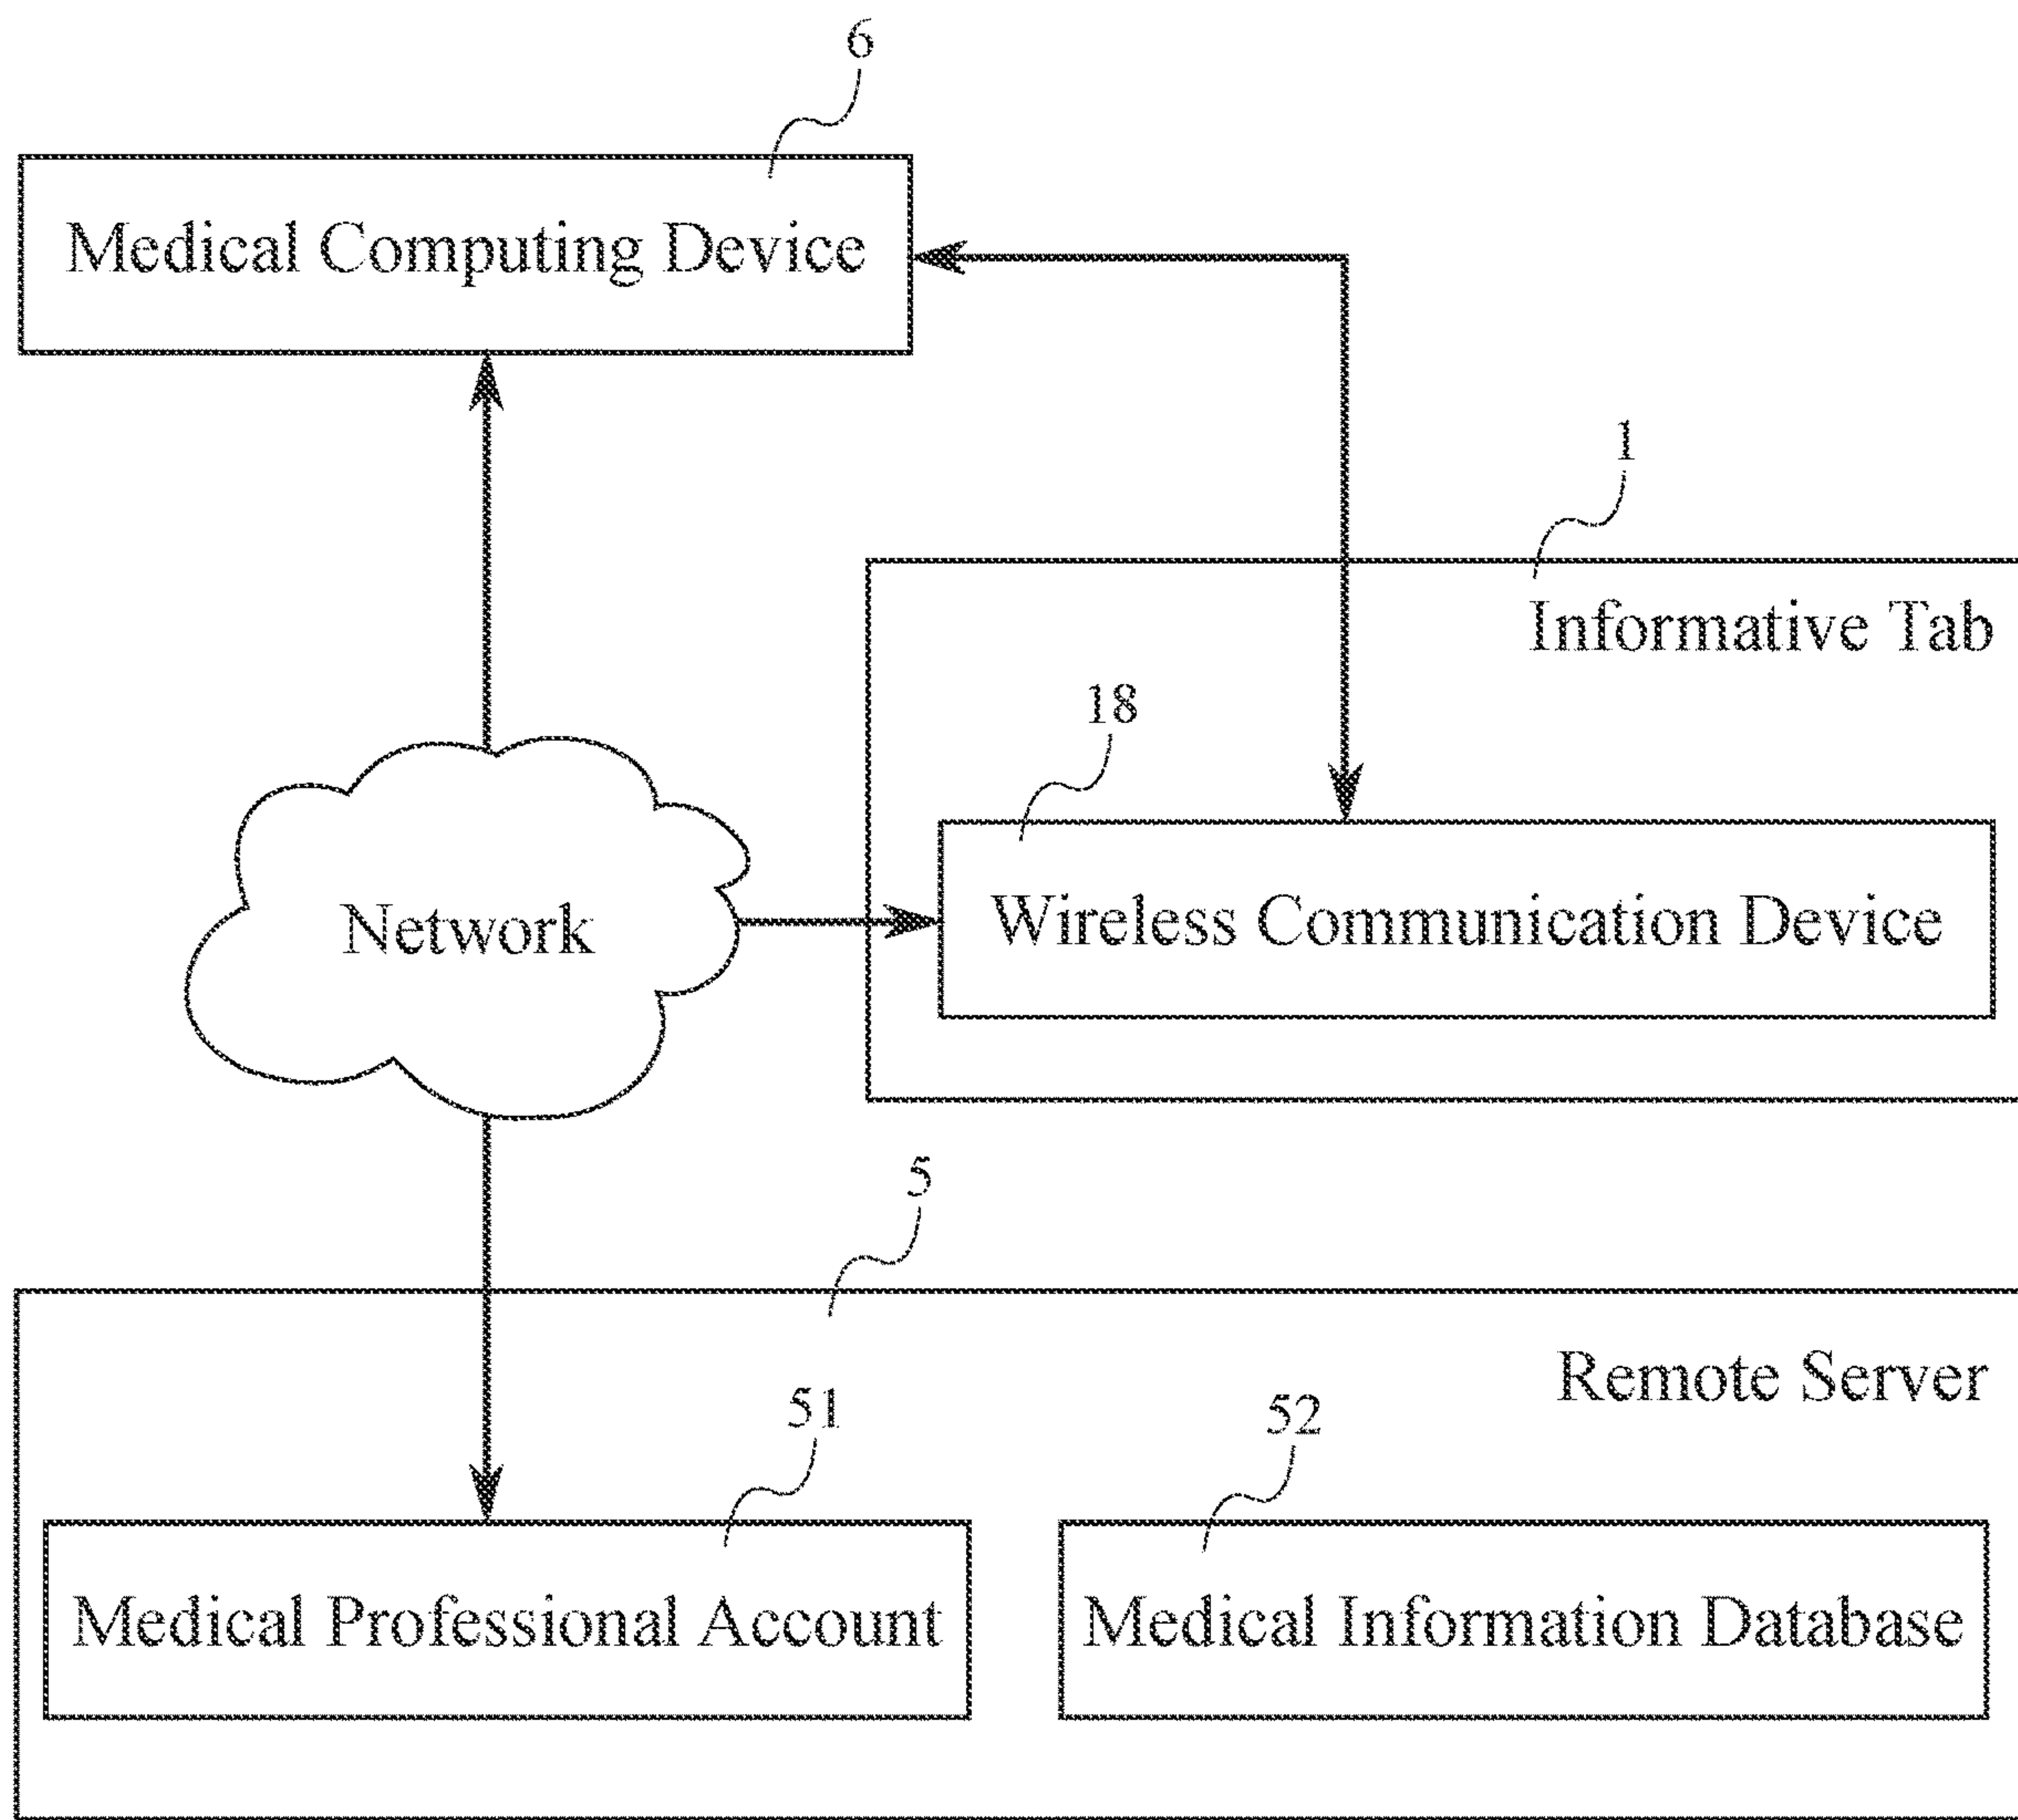 6
Medical Computing Device
1
Informative Tab
18
Wireless Communication Device
Network
5
Remote Server
51
52
Medical Professional Account
Medical Information Database